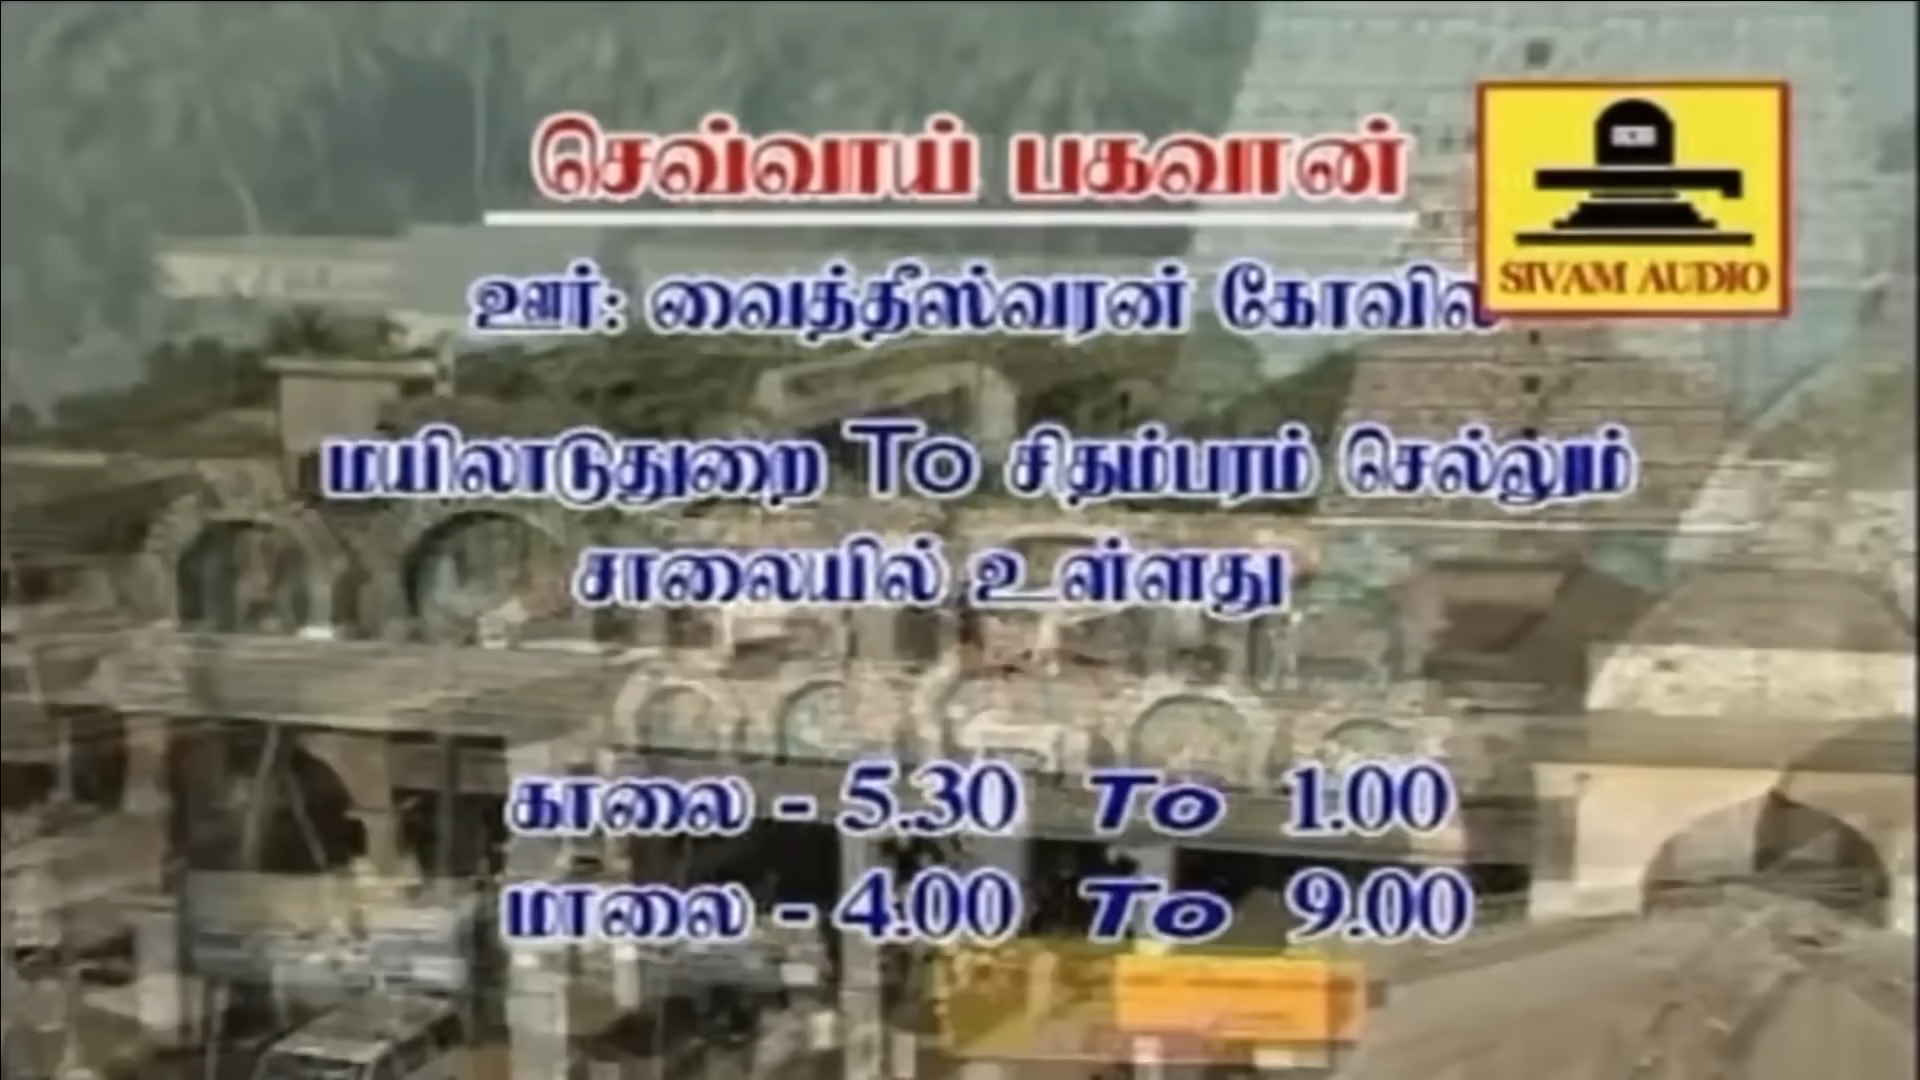 செவ்வாய் பகவான்
ஊர்: வைத்தீஸ்வரன் கோவில
SIVAM AUDIO
மயிலாடுதுறை To சிதம்பரம் செல்லும்
சாலையில் உள்ளது
காலை - 5.30 To 1.00
மாலை - 4.00 To 9.00